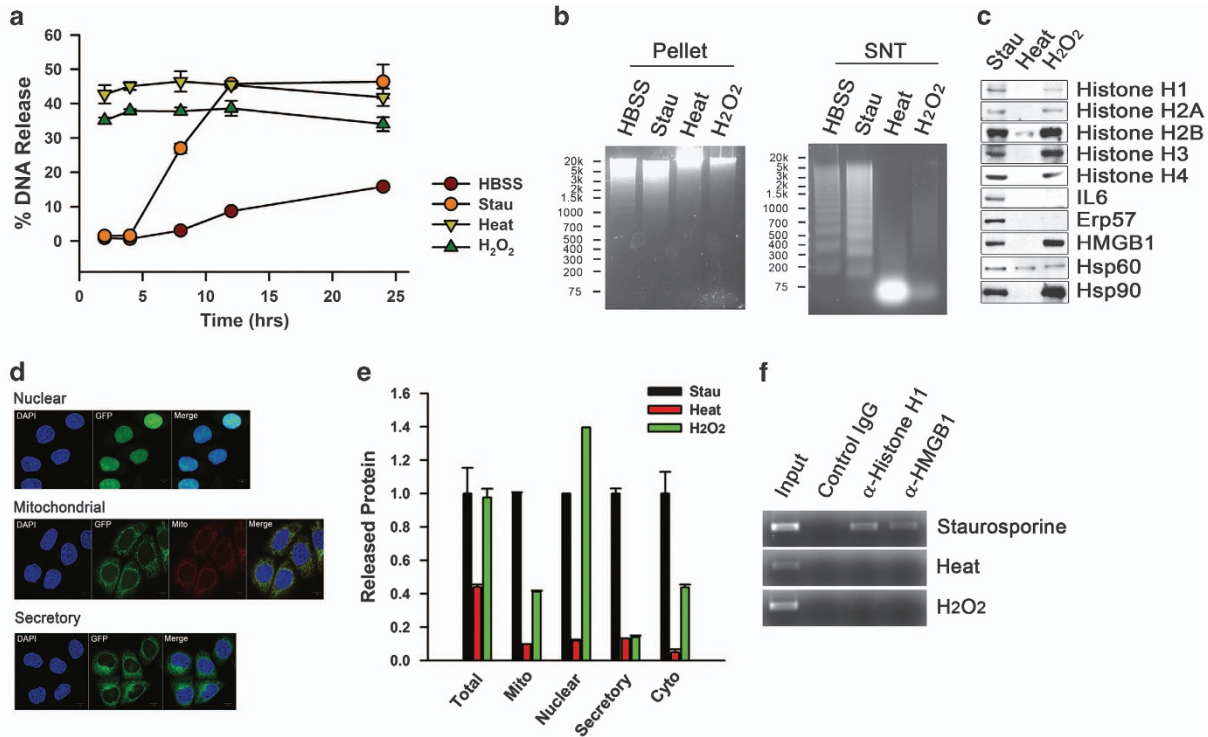 a
% DNA Release
60
50
40
30
20
10
0
0 5 10 15 20 25
Time (hrs)
HBSS
Stau
Heat
H2O2
b
Pellet
HBSS Stau Heat H2O2
20k
5k
3k
2k
1.5k
1000
700
500
400
300
200
75
SNT
HBSS Stau Heat H2O2
20k
5k
3k
2k
1.5k
1000
700
500
400
300
200
75
c
Stau Heat H2O2
Histone H1
Histone H2A
Histone H2B
Histone H3
Histone H4
IL6
Erp57
HMGB1
Hsp60
Hsp90
d
Nuclear
DAPI GFP Merge
Mitochondrial
DAPI GFP Mito Merge
Secretory
DAPI GFP Merge
e
Released Protein
1.6
1.4
1.2
1.0
0.8
0.6
0.4
0.2
0.0
Stau
Heat
H2O2
Total Mito Nuclear Secretory Cyto
f
Input Control IgG α-Histone H1 α-HMGB1
Staurosporine
Heat
H2O2